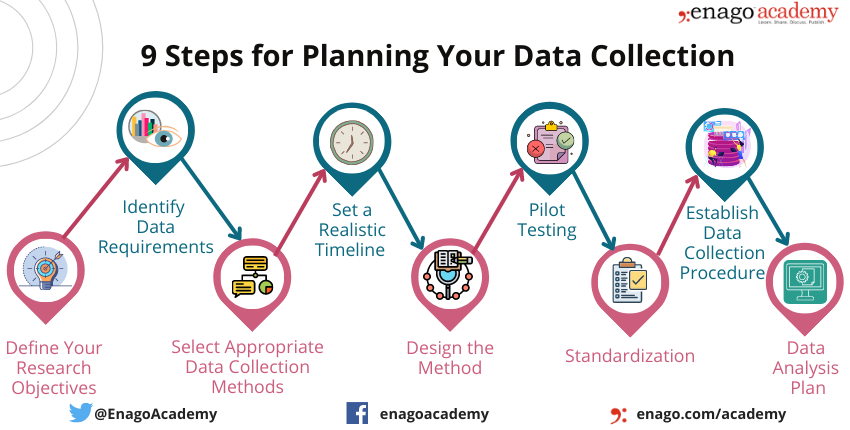 enago academy
Learn. Share. Discuss. Publish.
9 Steps for Planning Your Data Collection
Define Your
Research
Objectives
Identify
Data
Requirements
Select Appropriate
Data Collection
Methods
Set a
Realistic
Timeline
Design the
Method
Pilot
Testing
Standardization
Establish
Data
Collection
Procedure
Data
Analysis
Plan
@EnagoAcademy
enagoacademy
enago.com/academy